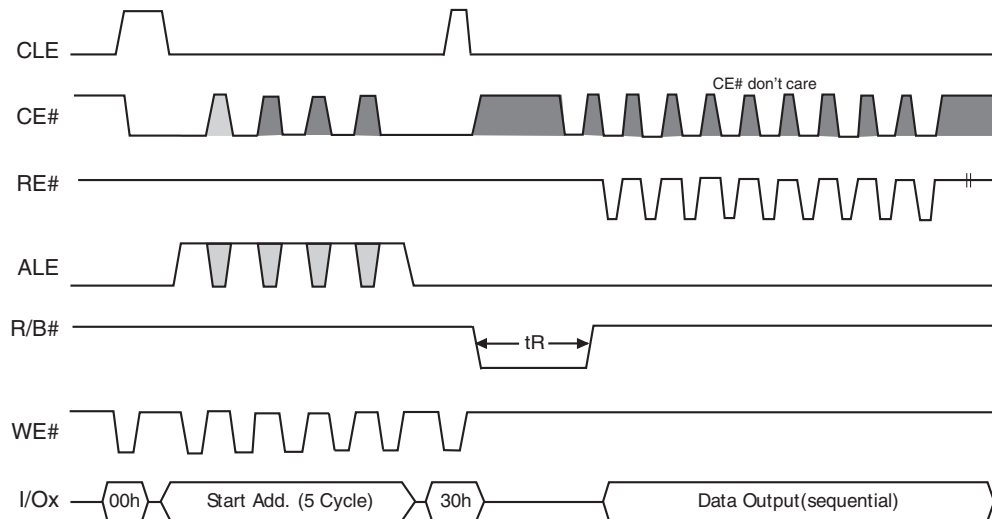 CLE
CE# don't care
CE#
RE#
ALE
R/B#
tR
WE#
I/Ox
00h
Start Add. (5 Cycle)
30h
Data Output(sequential)